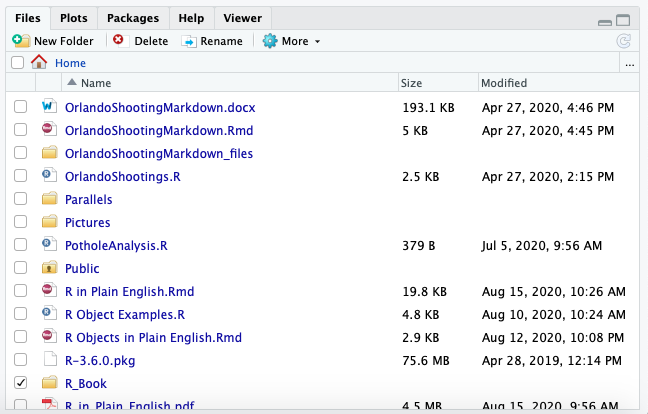 Files Plots Packages Help Viewer
New Folder Delete Rename More
Home ...
Name Size Modified
OrlandoShootingMarkdown.docx 193.1 KB Apr 27, 2020, 4:46 PM
OrlandoShootingMarkdown.Rmd 5 KB Apr 27, 2020, 4:45 PM
OrlandoShootingMarkdown_files
OrlandoShootings.R 2.5 KB Apr 27, 2020, 2:15 PM
Parallels
Pictures
PotholeAnalysis.R 379 B Jul 5, 2020, 9:56 AM
Public
R in Plain English.Rmd 19.8 KB Aug 15, 2020, 10:26 AM
R Object Examples.R 4.8 KB Aug 10, 2020, 10:24 AM
R Objects in Plain English.Rmd 2.9 KB Aug 12, 2020, 10:08 PM
R-3.6.0.pkg 75.6 MB Apr 28, 2019, 12:14 PM
R_Book
R_in_Plain_English.pdf 4.5 MB Aug 15, 2020, 9:56 AM